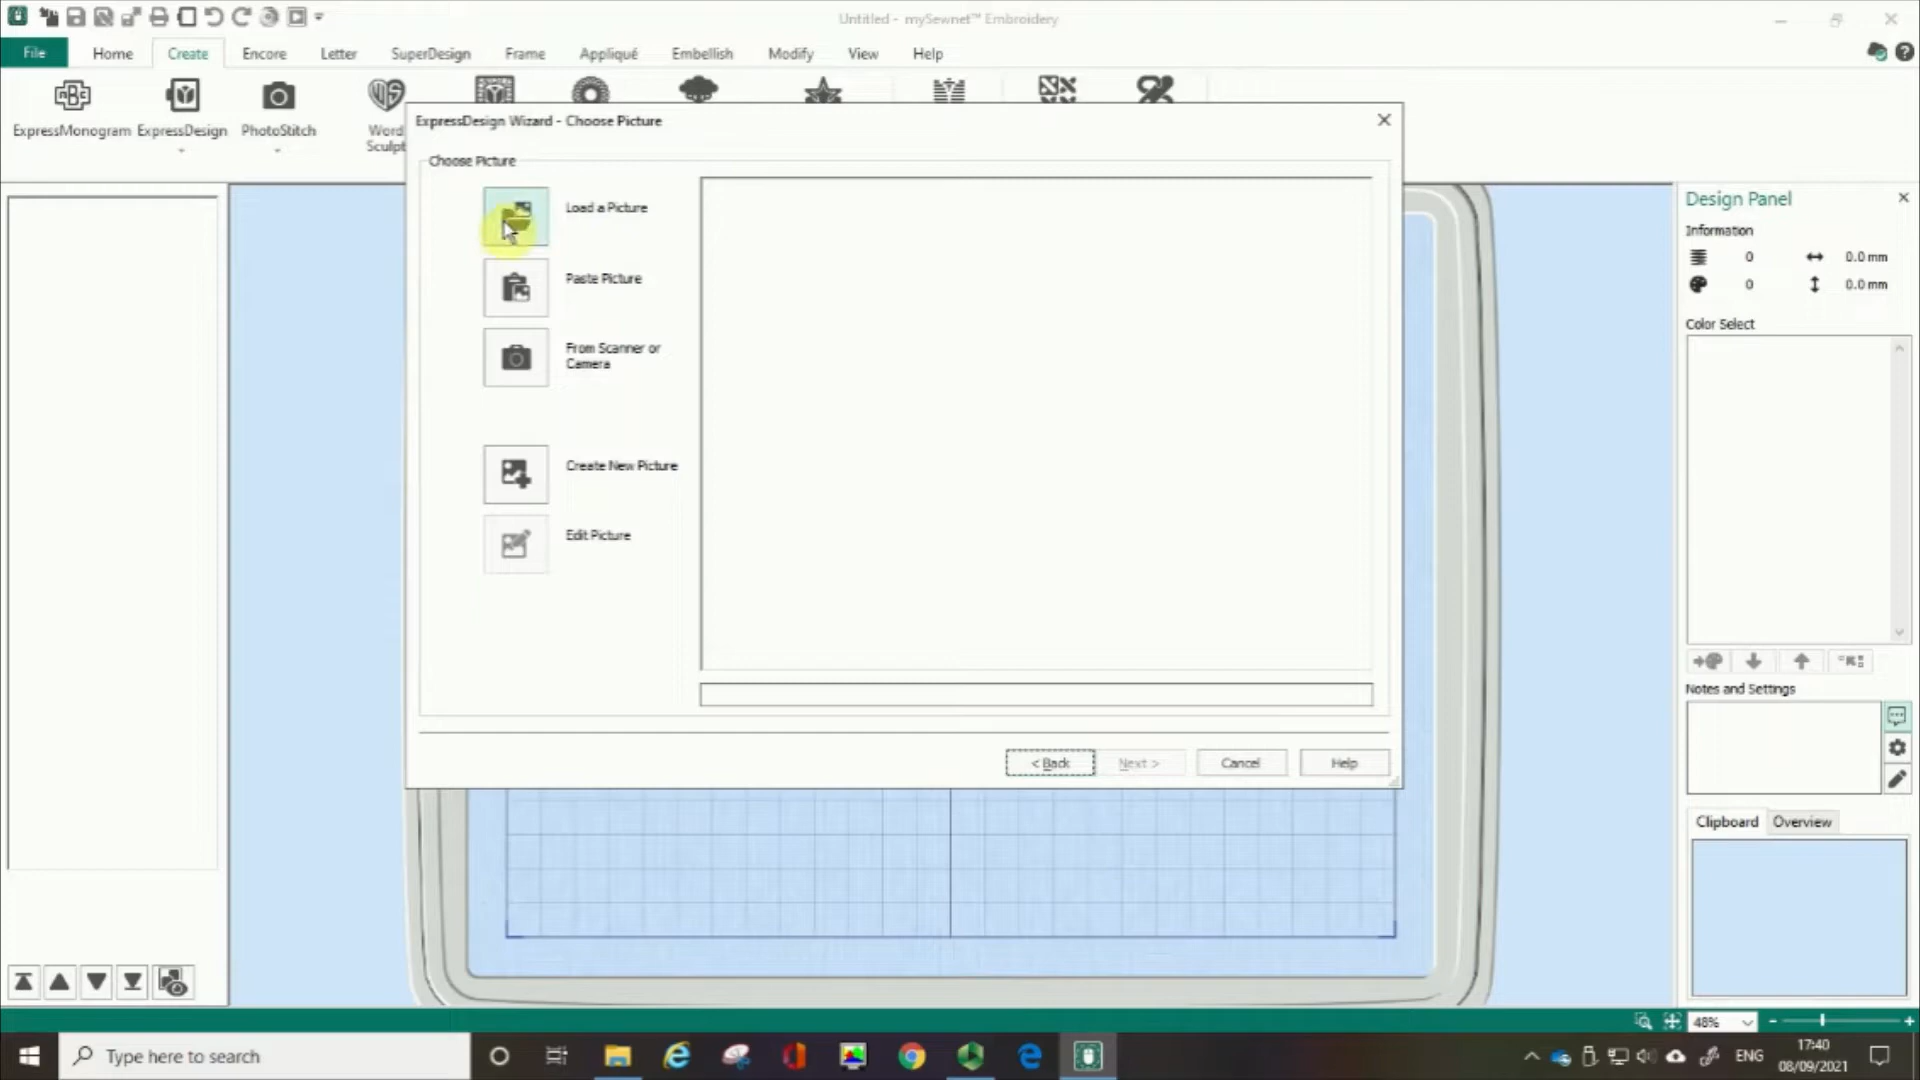 Untitled - mySewnet™ Embroidery
File Home Create Encore Letter SuperDesign Frame Appliqué Embellish Modify View Help
ExpressMonogram ExpressDesign PhotoStitch Word
Sculpt
ExpressDesign Wizard - Choose Picture
Choose Picture
Load a Picture
Paste Picture
From Scanner or
Camera
Create New Picture
Edit Picture
< Back Next > Cancel Help
Design Panel
Information
0 0.0 mm
0 0.0 mm
Color Select
Notes and Settings
Clipboard Overview
48%
Type here to search
ENG
17:40
08/09/2021